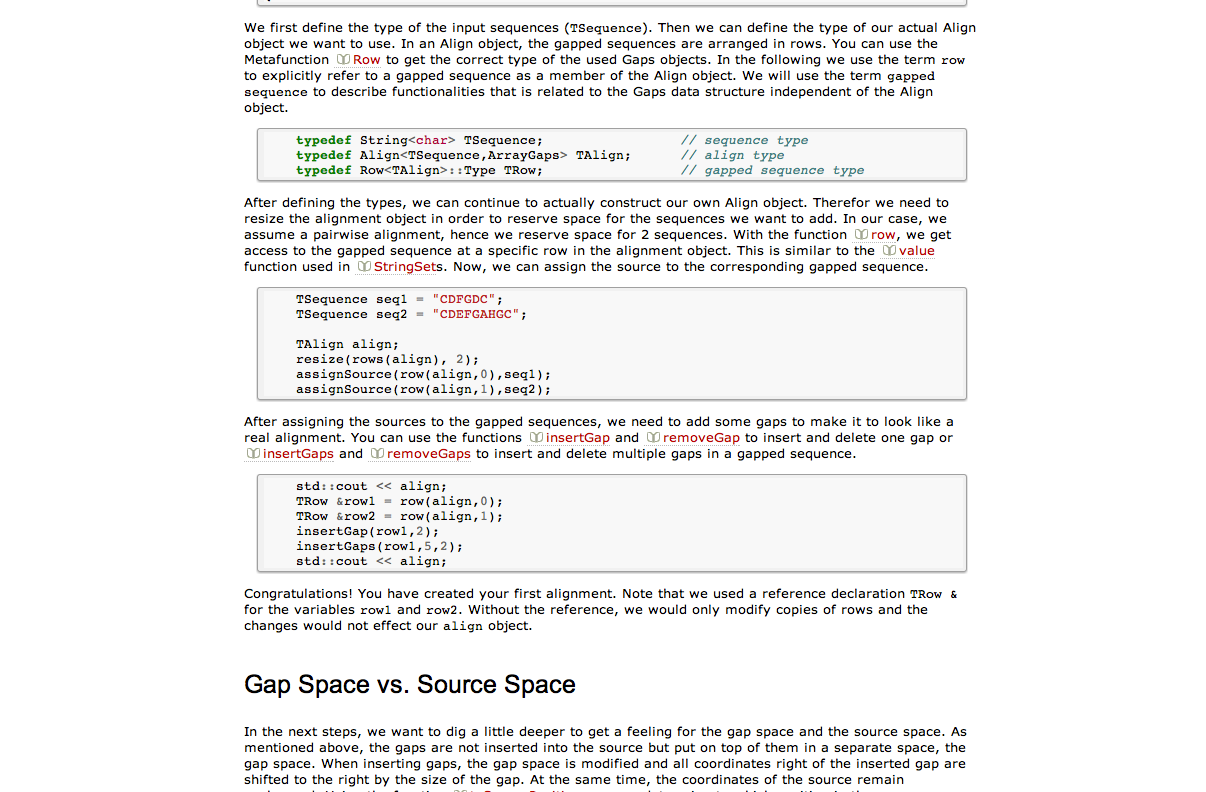 We first define the type of the input sequences (TSequence). Then we can define the type of our actual Align
object we want to use. In an Align object, the gapped sequences are arranged in rows. You can use the
Metafunction Row to get the correct type of the used Gaps objects. In the following we use the term row
to explicitly refer to a gapped sequence as a member of the Align object. We will use the term gapped
sequence to describe functionalities that is related to the Gaps data structure independent of the Align
object.
typedef String<char> TSequence; // sequence type
typedef Align<TSequence,ArrayGaps> TAlign; // align type
typedef Row<TAlign>::Type TRow; // gapped sequence type
After defining the types, we can continue to actually construct our own Align object. Therefor we need to
resize the alignment object in order to reserve space for the sequences we want to add. In our case, we
assume a pairwise alignment, hence we reserve space for 2 sequences. With the function row, we get
access to the gapped sequence at a specific row in the alignment object. This is similar to the value
function used in StringSets. Now, we can assign the source to the corresponding gapped sequence.
TSequence seq1 = "CDFGDC";
TSequence seq2 = "CDEFGAHGC";
TAlign align;
resize(rows(align), 2);
assignSource(row(align,0),seq1);
assignSource(row(align,1),seq2);
After assigning the sources to the gapped sequences, we need to add some gaps to make it to look like a
real alignment. You can use the functions insertGap and removeGap to insert and delete one gap or
insertGaps and removeGaps to insert and delete multiple gaps in a gapped sequence.
std::cout << align;
TRow &row1 = row(align,0);
TRow &row2 = row(align,1);
insertGap(row1,2);
insertGaps(row1,5,2);
std::cout << align;
Congratulations! You have created your first alignment. Note that we used a reference declaration TRow &
for the variables row1 and row2. Without the reference, we would only modify copies of rows and the
changes would not effect our align object.
Gap Space vs. Source Space
In the next steps, we want to dig a little deeper to get a feeling for the gap space and the source space. As
mentioned above, the gaps are not inserted into the source but put on top of them in a separate space, the
gap space. When inserting gaps, the gap space is modified and all coordinates right of the inserted gap are
shifted to the right by the size of the gap. At the same time, the coordinates of the source remain